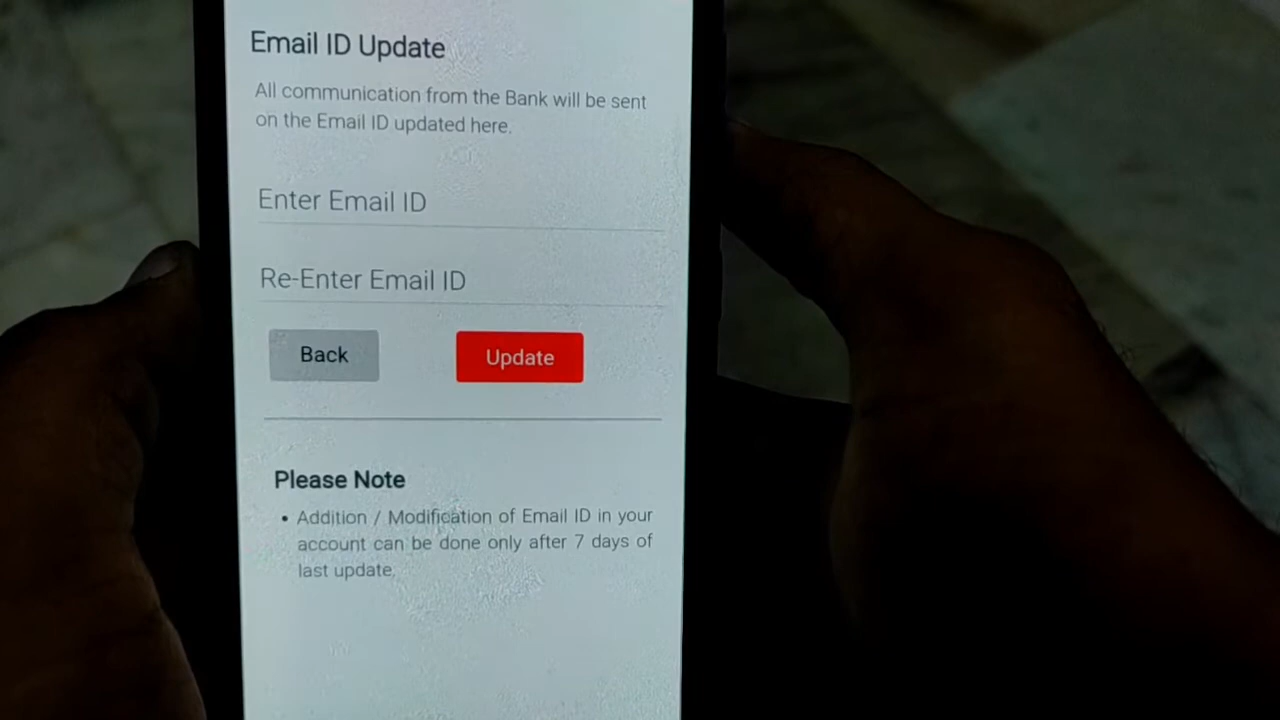 Email ID Update
All communication from the Bank will be sent
on the Email ID updated here.
Enter Email ID
Re-Enter Email ID
Back
Update
Please Note
• Addition / Modification of Email ID in your
account can be done only after 7 days of
last update.